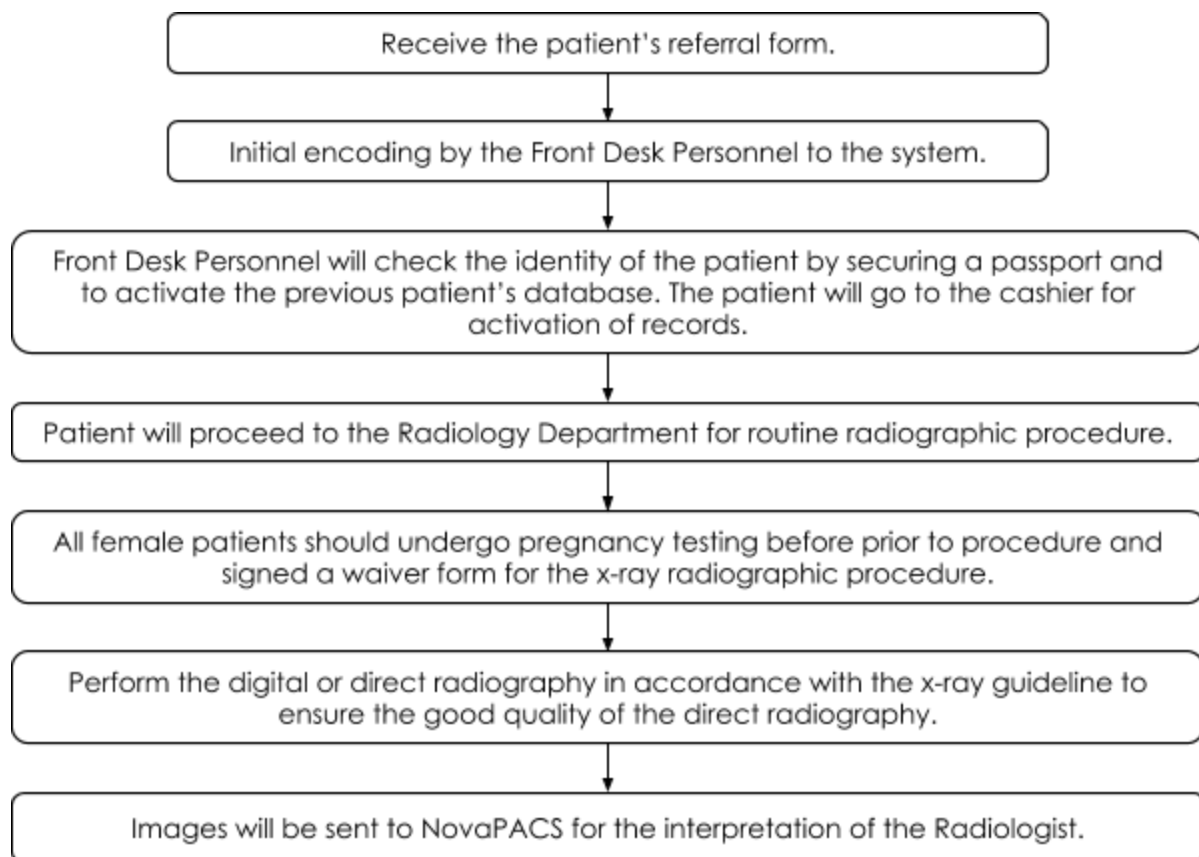 Receive the patient's referral form.
Initial encoding by the Front Desk Personnel to the system.
Front Desk Personnel will check the identity of the patient by securing a passport and
to activate the previous patient's database. The patient will go to the cashier for
activation of records.
Patient will proceed to the Radiology Department for routine radiographic procedure.
All female patients should undergo pregnancy testing before prior to procedure and
signed a waiver form for the x-ray radiographic procedure.
Perform the digital or direct radiography in accordance with the x-ray guideline to
ensure the good quality of the direct radiography.
Images will be sent to NovaPACS for the interpretation of the Radiologist.